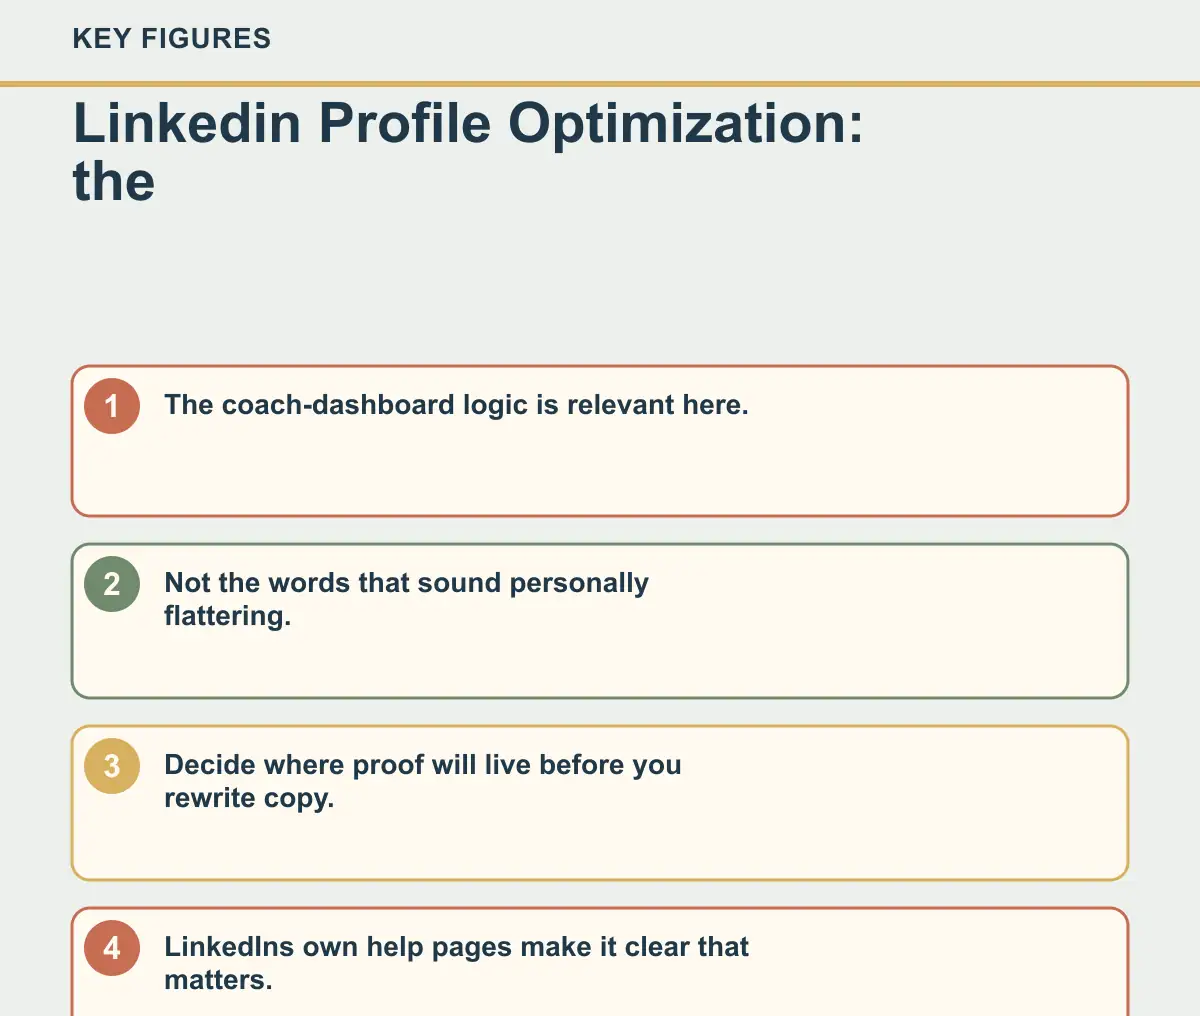 KEY FIGURES
Linkedin Profile Optimization:
the
1
The coach-dashboard logic is relevant here.
2
Not the words that sound personally
flattering.
3
Decide where proof will live before you
rewrite copy.
4
LinkedIns own help pages make it clear that
matters.